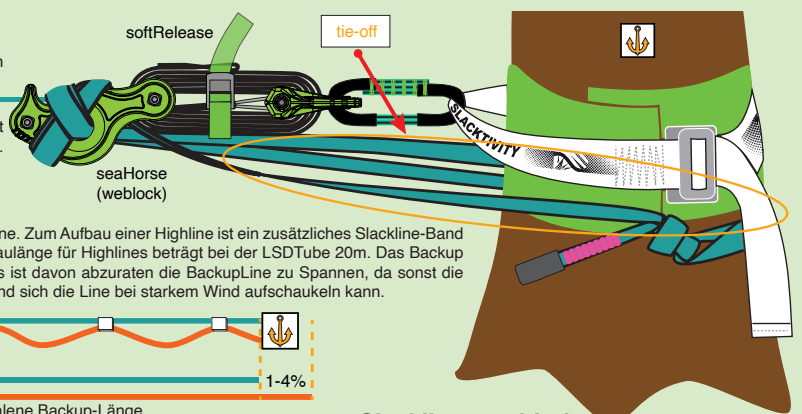 softRelease
tie-off
n
t
r
seaHorse
(weblock)
SLACKTIVITY
ne. Zum Aufbau einer Highline ist ein zusätzliches Slackline-Band
aulänge für Highlines beträgt bei der LSDTube 20m. Das Backup
s ist davon abzuraten die BackupLine zu Spannen, da sonst die
nd sich die Line bei starkem Wind aufschaukeln kann.
1-4%
lene Backup-Länge